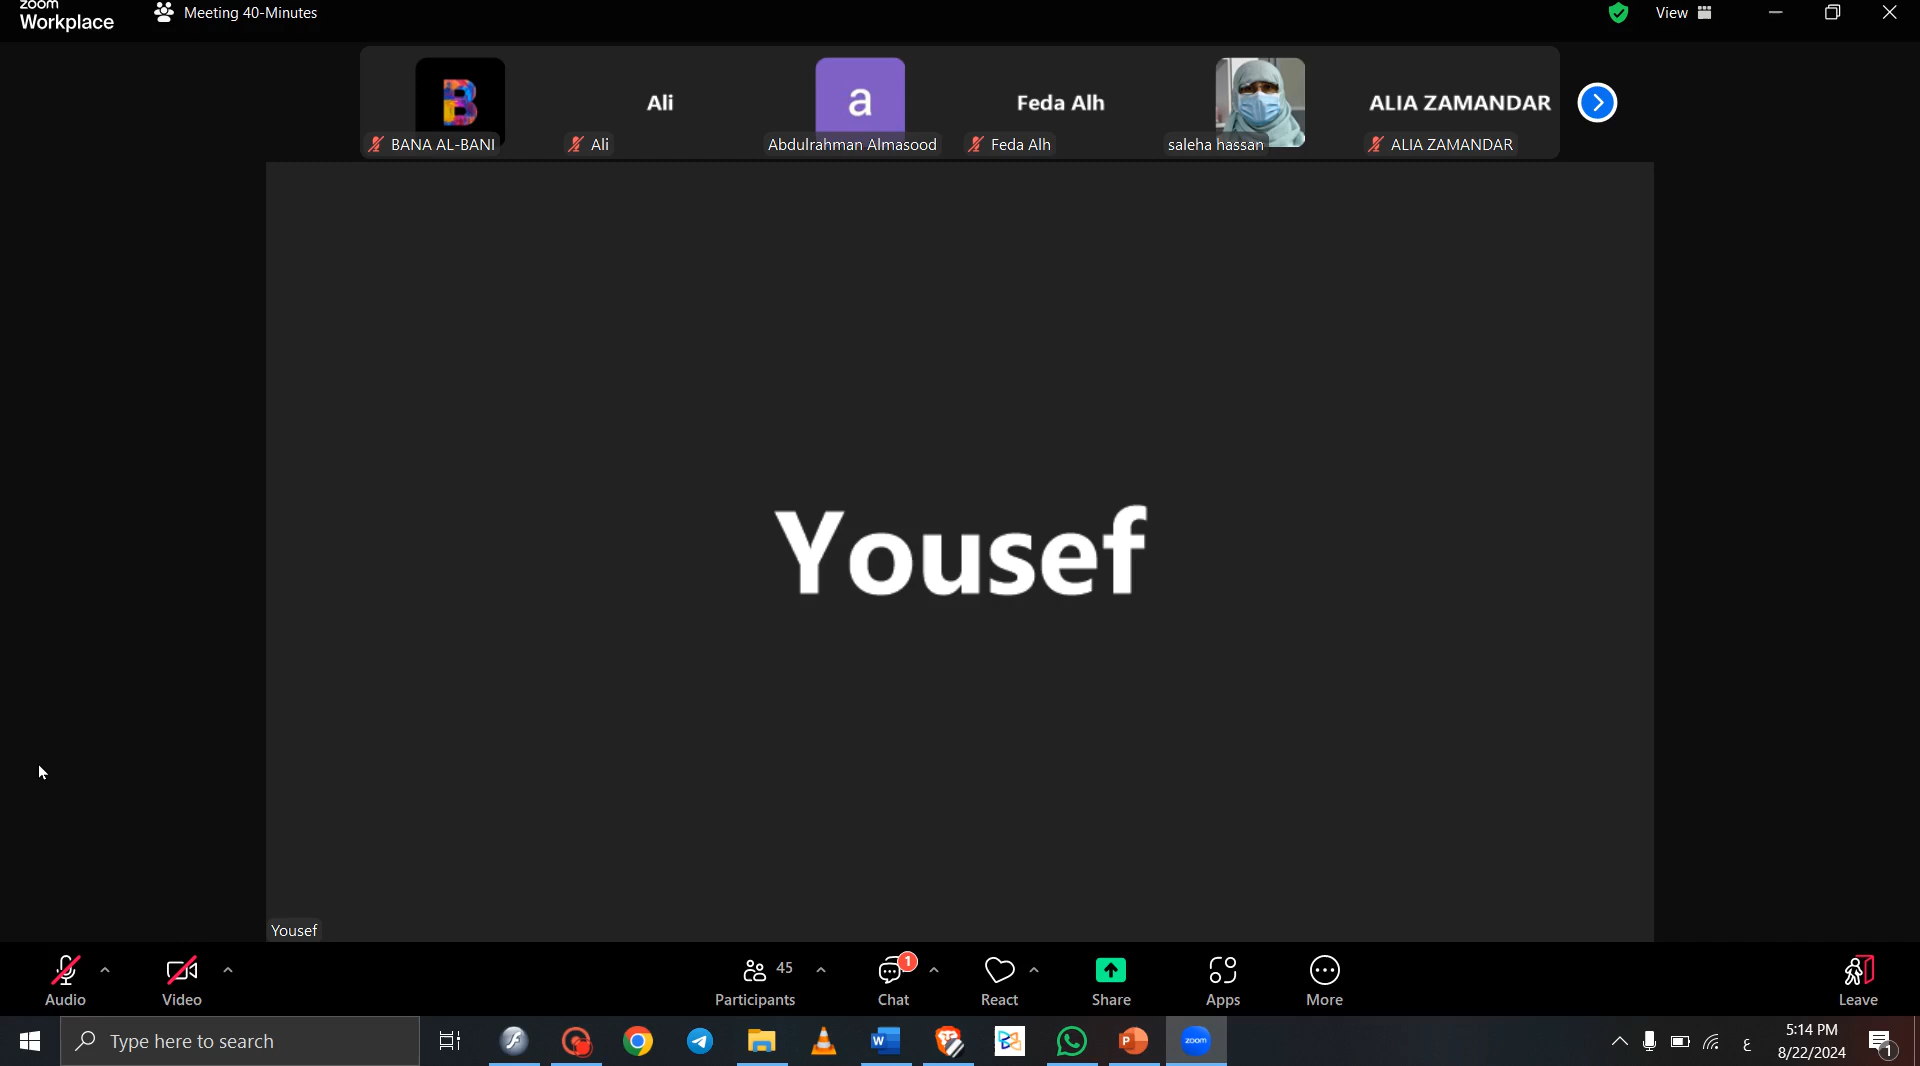 zoom
Workplace
Meeting 40-Minutes
View
B
Ali
a
Feda Alh
ALIA ZAMANDAR
BANA AL-BANI
Ali
Abdulrahman Almasood
Feda Alh
saleha hassan
ALIA ZAMANDAR
Yousef
Yousef
45
1
Audio
Video
Participants
Chat
React
Share
Apps
More
Leave
Type here to search
W
P
zoom
ع
5:14 PM
8/22/2024
1